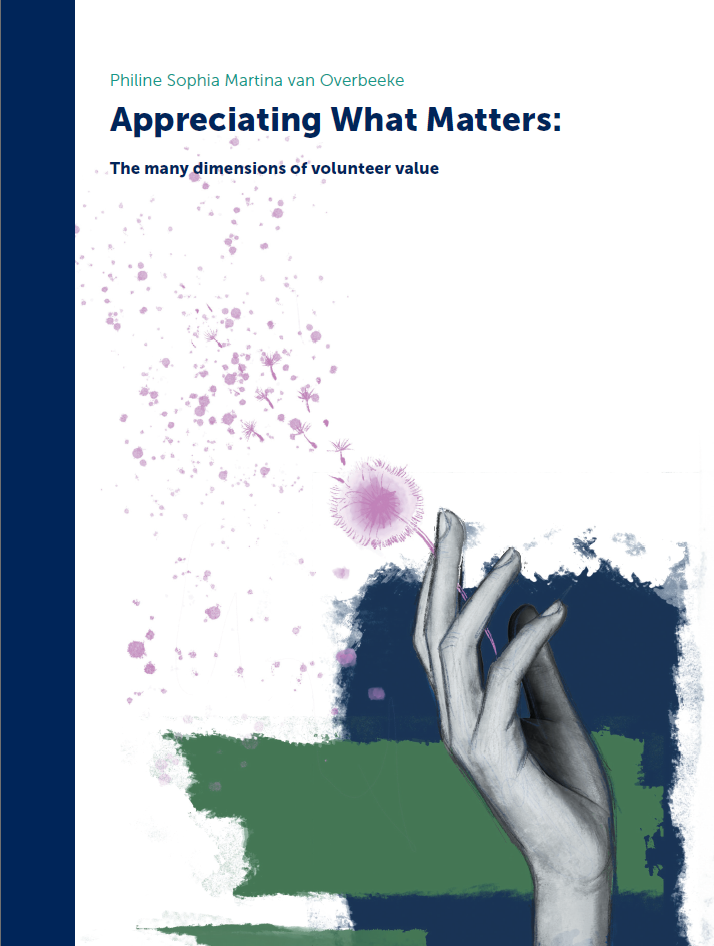 Philine Sophia Martina van Overbeeke
Appreciating What Matters:
The many dimensions of volunteer value